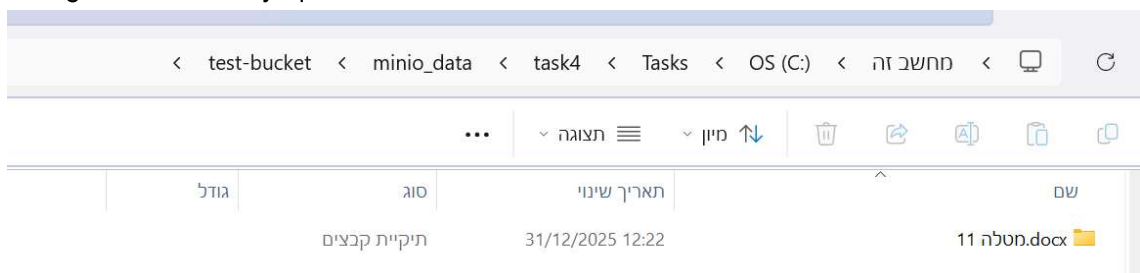 מחשב זה > OS (C:) > Tasks > task4 > minio_data > test-bucket >
מיון תצוגה •••
שם תאריך שינוי סוג גודל
מטלה 11.docx 31/12/2025 12:22 תיקיית קבצים